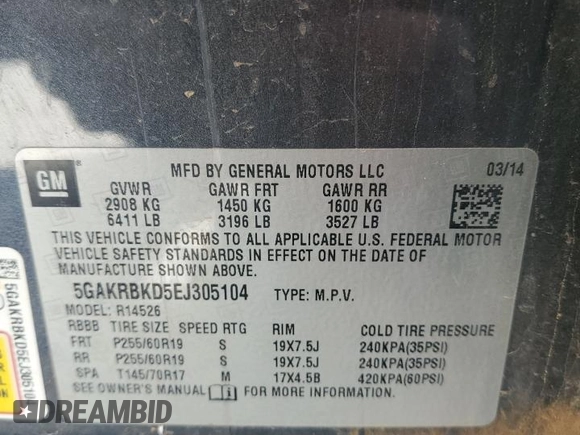 GM
MFD BY GENERAL MOTORS LLC 03/14
GVWR GAWR FRT GAWR RR
2908 KG 1450 KG 1600 KG
6411 LB 3196 LB 3527 LB
THIS VEHICLE CONFORMS TO ALL APPLICABLE U.S. FEDERAL MOTOR
VEHICLE SAFETY STANDARDS IN EFFECT ON THE DATE OF
MANUFACTURE SHOWN ABOVE.
5GAKRBKD5EJ305104 TYPE: M.P.V.
MODEL: R14526
RBBB TIRE SIZE SPEED RTG RIM COLD TIRE PRESSURE
FRT P255/60R19 S 19X7.5J 240KPA(35PSI)
RR P255/60R19 S 19X7.5J 240KPA(35PSI)
SPA T145/70R17 M 17X4.5B 420KPA(60PSI)
SEE OWNER'S MANUAL FOR MORE INFORMATION.
5GAKRBKD5EJ30510
DREAMBID